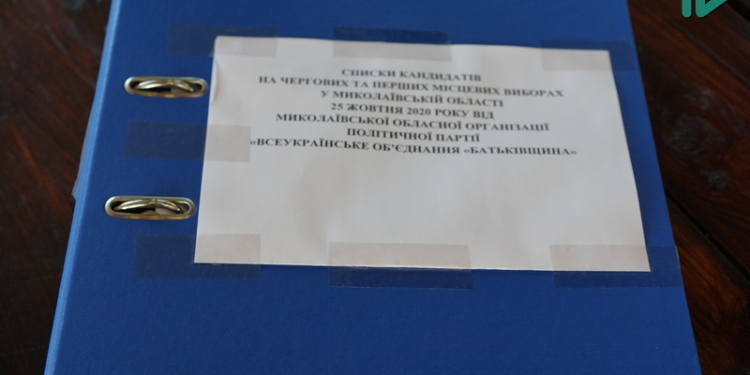 СПИСКИ КАНДИДАТІВ
НА ЧЕРГОВИХ ТА ПЕРШИХ МІСЦЕВИХ ВИБОРАХ
У МИКОЛАЇВСЬКІЙ ОБЛАСТІ
25 ЖОВТНЯ 2020 РОКУ ВІД
МИКОЛАЇВСЬКОЇ ОБЛАСНОЇ ОРГАНІЗАЦІЇ
ПОЛІТИЧНОЇ ПАРТІЇ
«ВСЕУКРАЇНСЬКЕ ОБ'ЄДНАННЯ «БАТЬКІВЩИНА»